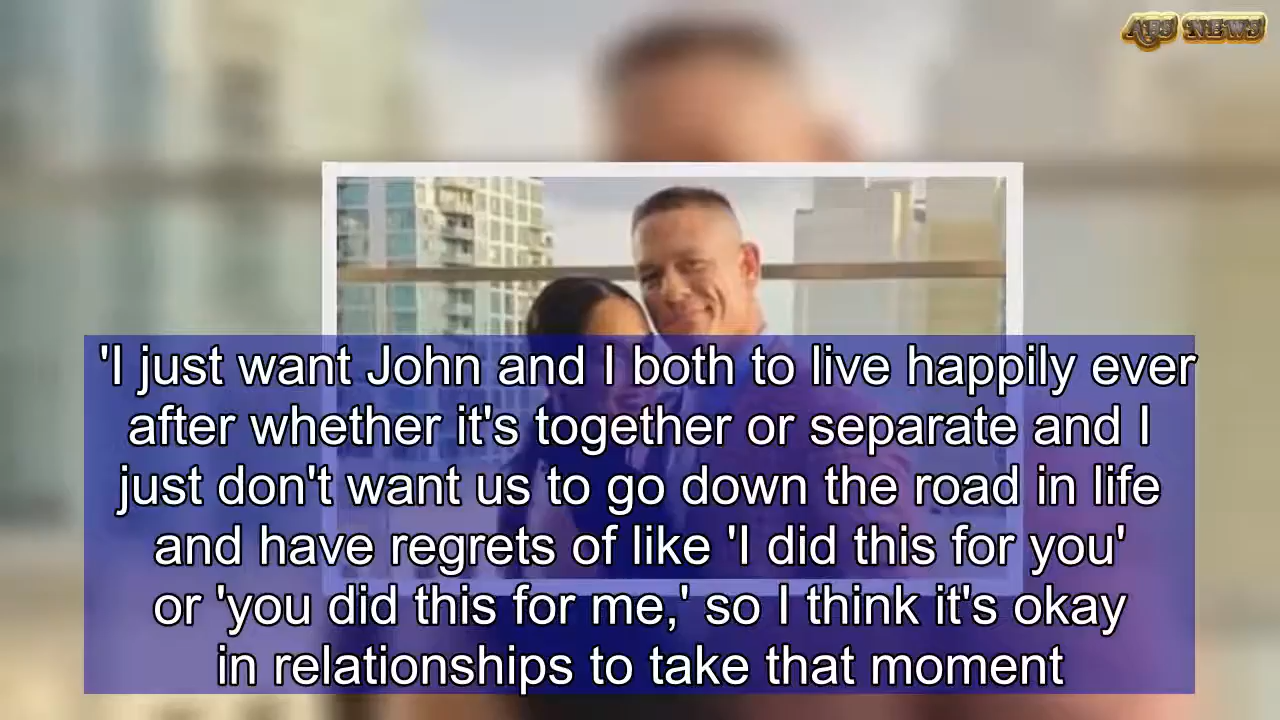 ABS NEWS
'I just want John and I both to live happily ever
after whether it's together or separate and I
just don't want us to go down the road in life
and have regrets of like 'I did this for you'
or 'you did this for me,' so I think it's okay
in relationships to take that moment